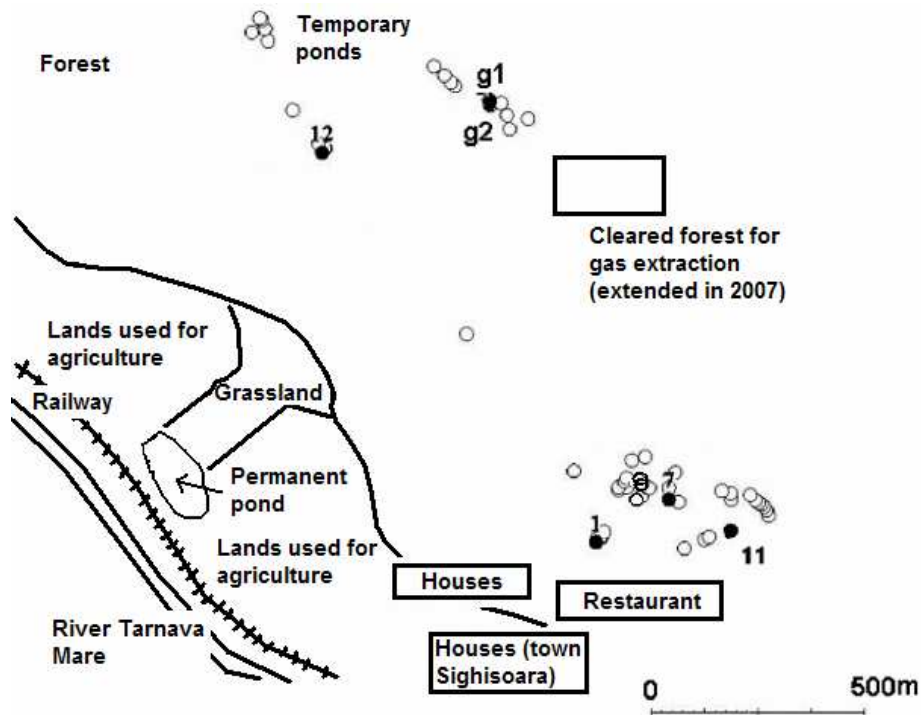 Temporary
ponds
Forest
g1
g2
12
Cleared forest for
gas extraction
(extended in 2007)
Lands used for
agriculture
Grassland
Railway
Permanent
pond
7
1
11
Lands used for
agriculture
Houses
Restaurant
River Tarnava
Mare
Houses (town
Sighisoara)
0 500m